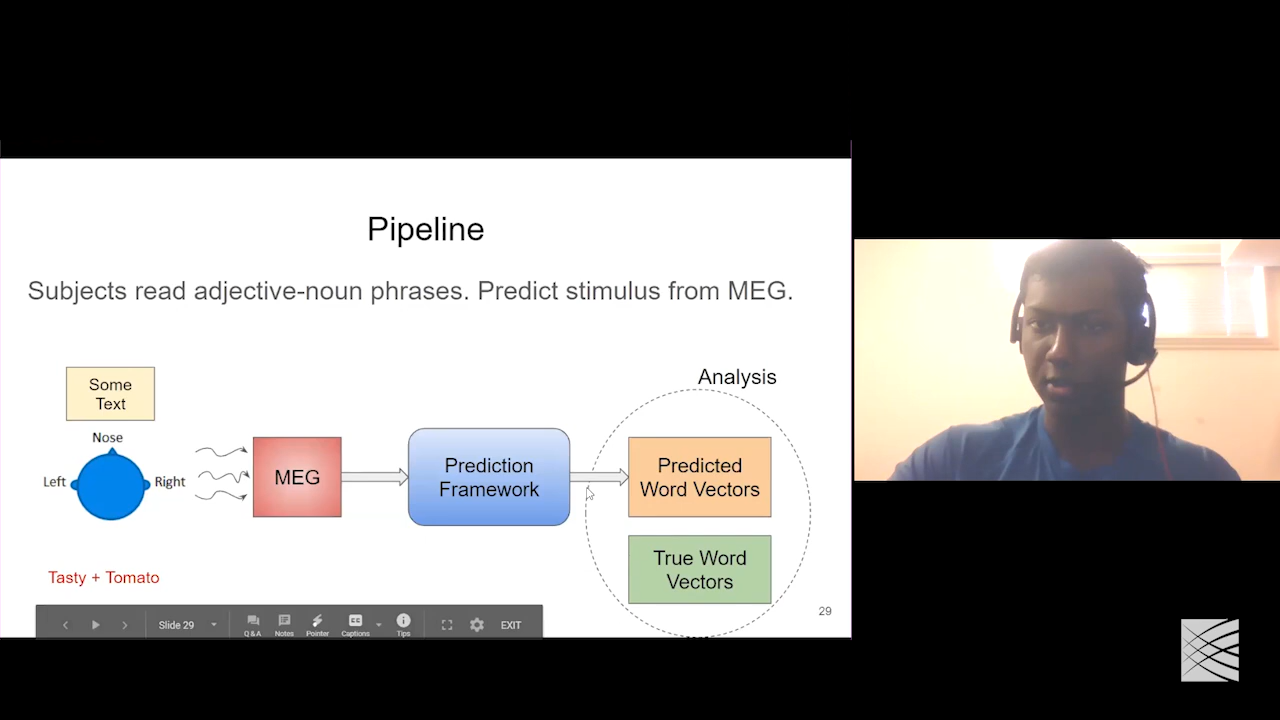 Pipeline
Subjects read adjective-noun phrases. Predict stimulus from MEG.
Analysis
Some
Text
Nose
Left
Right
MEG
Prediction
Framework
Predicted
Word Vectors
True Word
Vectors
Tasty + Tomato
29
Slide 29
Q & A
Notes
Pointer
CC
Captions
Tips
EXIT